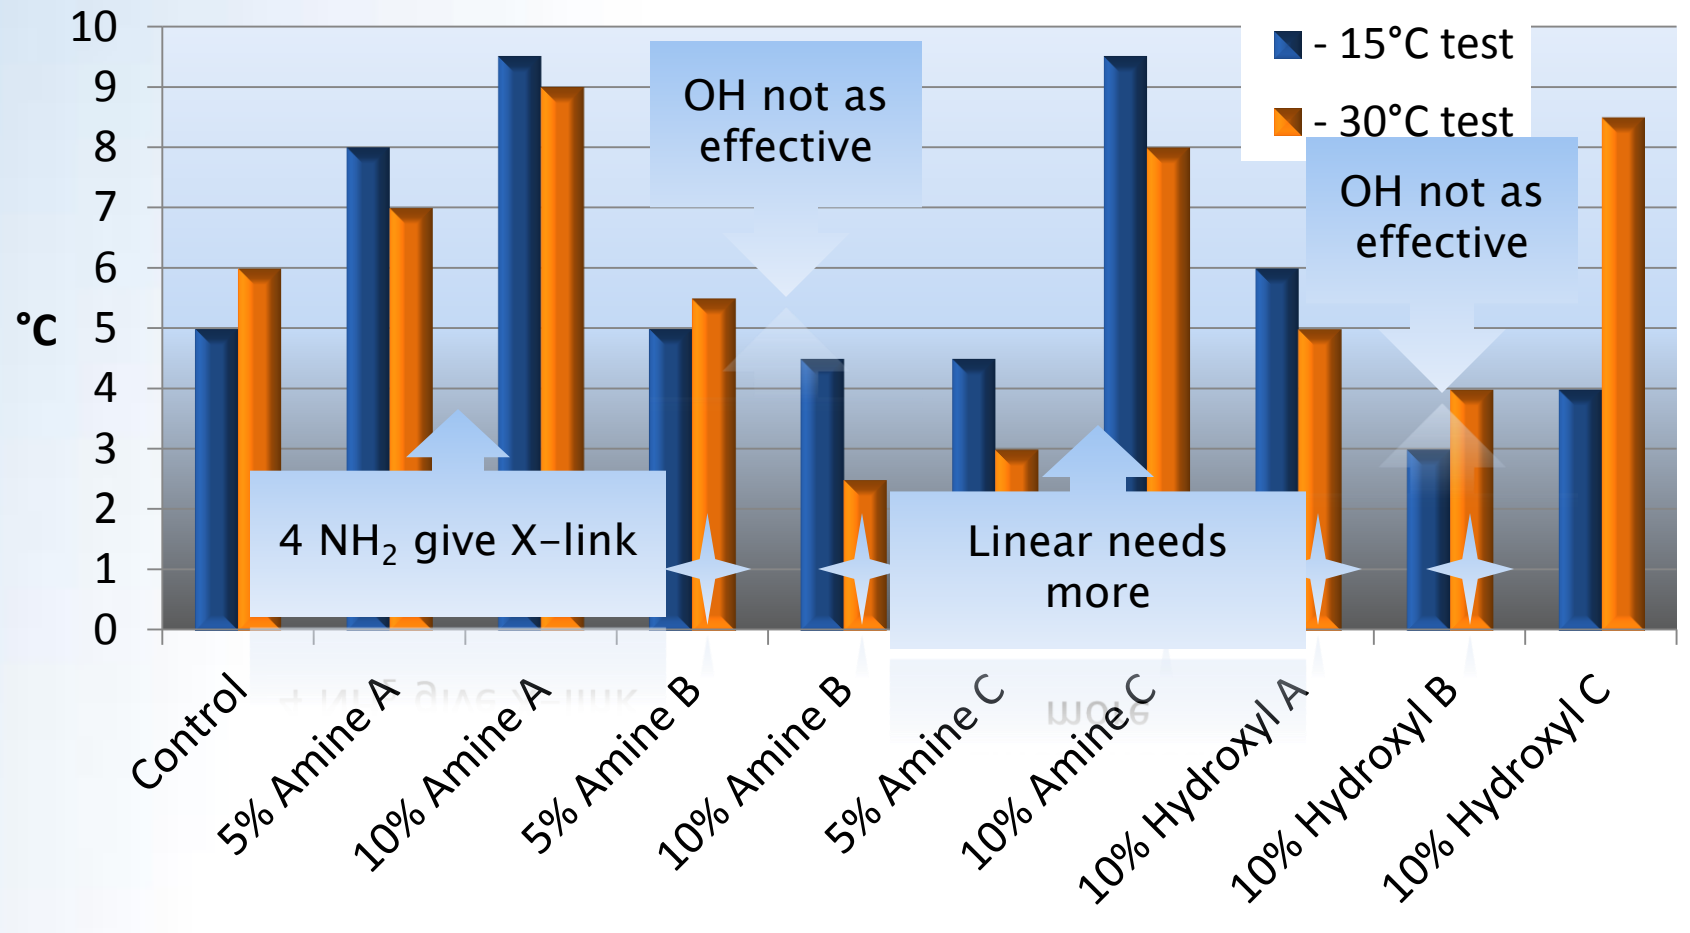 10
9
8
7
6
5
4
3
2
1
0
°C
- 15°C test
- 30°C test
OH not as
effective
OH not as
effective
4 NH₂ give X-link
Linear needs
more
Control
5% Amine A
10% Amine A
5% Amine B
10% Amine B
5% Amine C
10% Amine C
10% Hydroxyl A
10% Hydroxyl B
10% Hydroxyl C